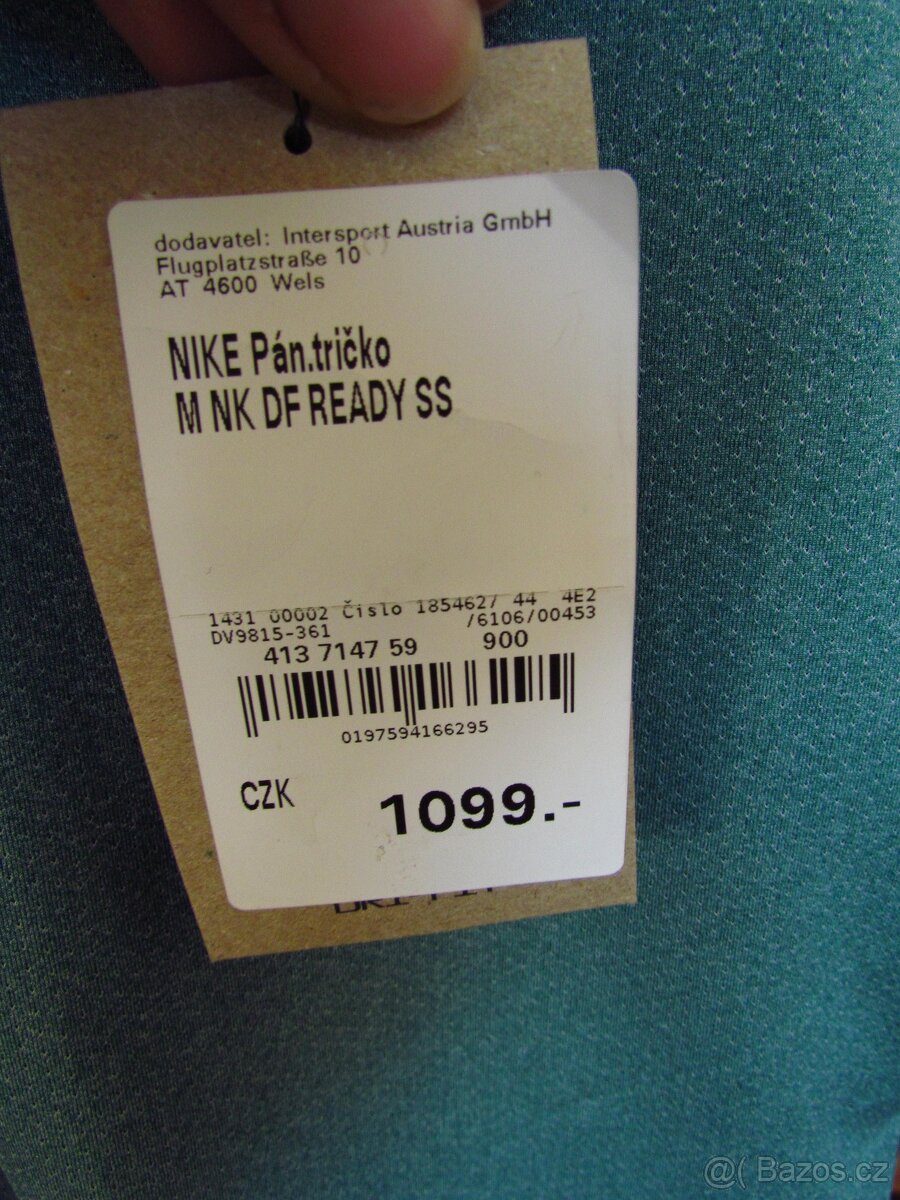 dodavatel: Intersport Austria GmbH
Flugplatzstraße 10
AT 4600 Wels
NIKE Pán.tričko
M NK DF READY SS
1431 00002 Číslo 185462/ 44 4E2
DV9815-361 /6106/00453
413 7147 59 900
0197594166295
CZK 1099.-
@( Bazos.cz